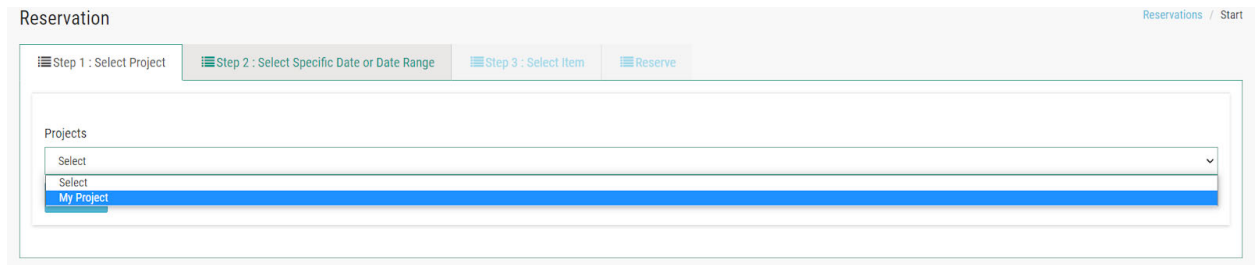 Reservation
Reservations / Start
Step 1 : Select Project
Step 2 : Select Specific Date or Date Range
Step 3 : Select Item
Reserve
Projects
Select
Select
My Project